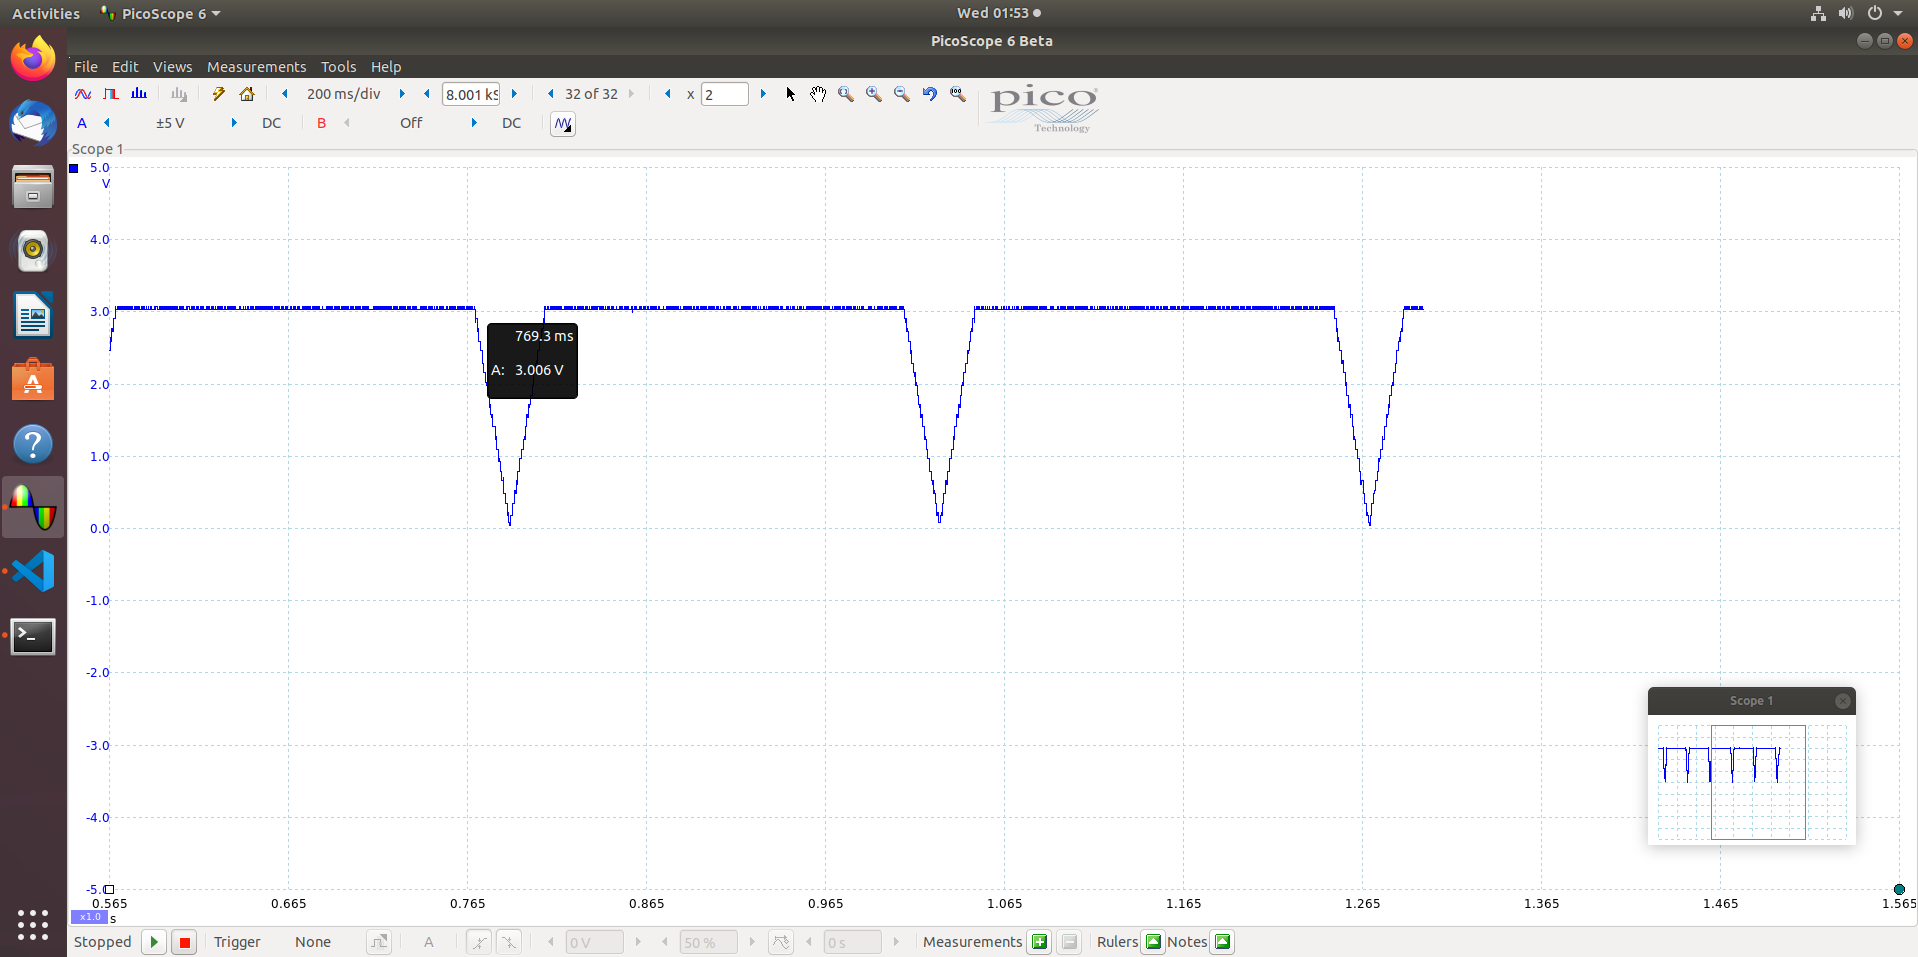 Activities PicoScope 6 Wed 01:53
PicoScope 6 Beta
File Edit Views Measurements Tools Help
200 ms/div 8.001 kS 32 of 32 x 2
A ±5 V DC B Off DC
pico
Technology
Scope 1
5.0
V
4.0
3.0
2.0
1.0
0.0
-1.0
-2.0
-3.0
-4.0
-5.0
769.3 ms
A: 3.006 V
Scope 1
0.565 0.665 0.765 0.865 0.965 1.065 1.165 1.265 1.365 1.465 1.565
x1.0 s
Stopped Trigger None A 0 V 50 % 0 s Measurements Rulers Notes